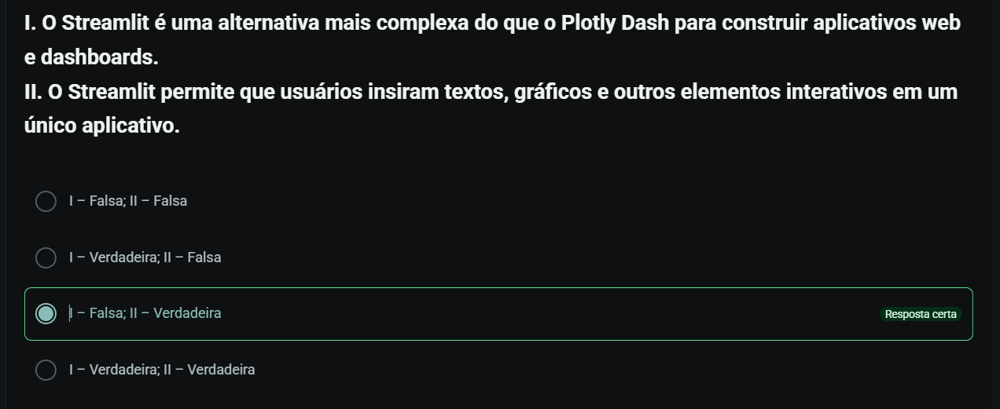 I. O Streamlit é uma alternativa mais complexa do que o Plotly Dash para construir aplicativos web
e dashboards.
II. O Streamlit permite que usuários insiram textos, gráficos e outros elementos interativos em um
único aplicativo.
I – Falsa; II – Falsa
I – Verdadeira; II – Falsa
I – Falsa; II – Verdadeira
Resposta certa
I – Verdadeira; II – Verdadeira